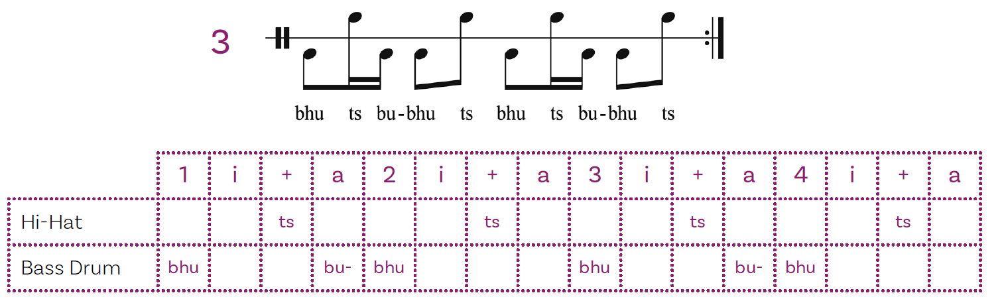 3
bhu ts bu-bhu ts bhu ts bu-bhu ts
1 i + a 2 i + a 3 i + a 4 i + a
Hi-Hat ts ts ts ts
Bass Drum bhu bu- bhu bhu bu- bhu